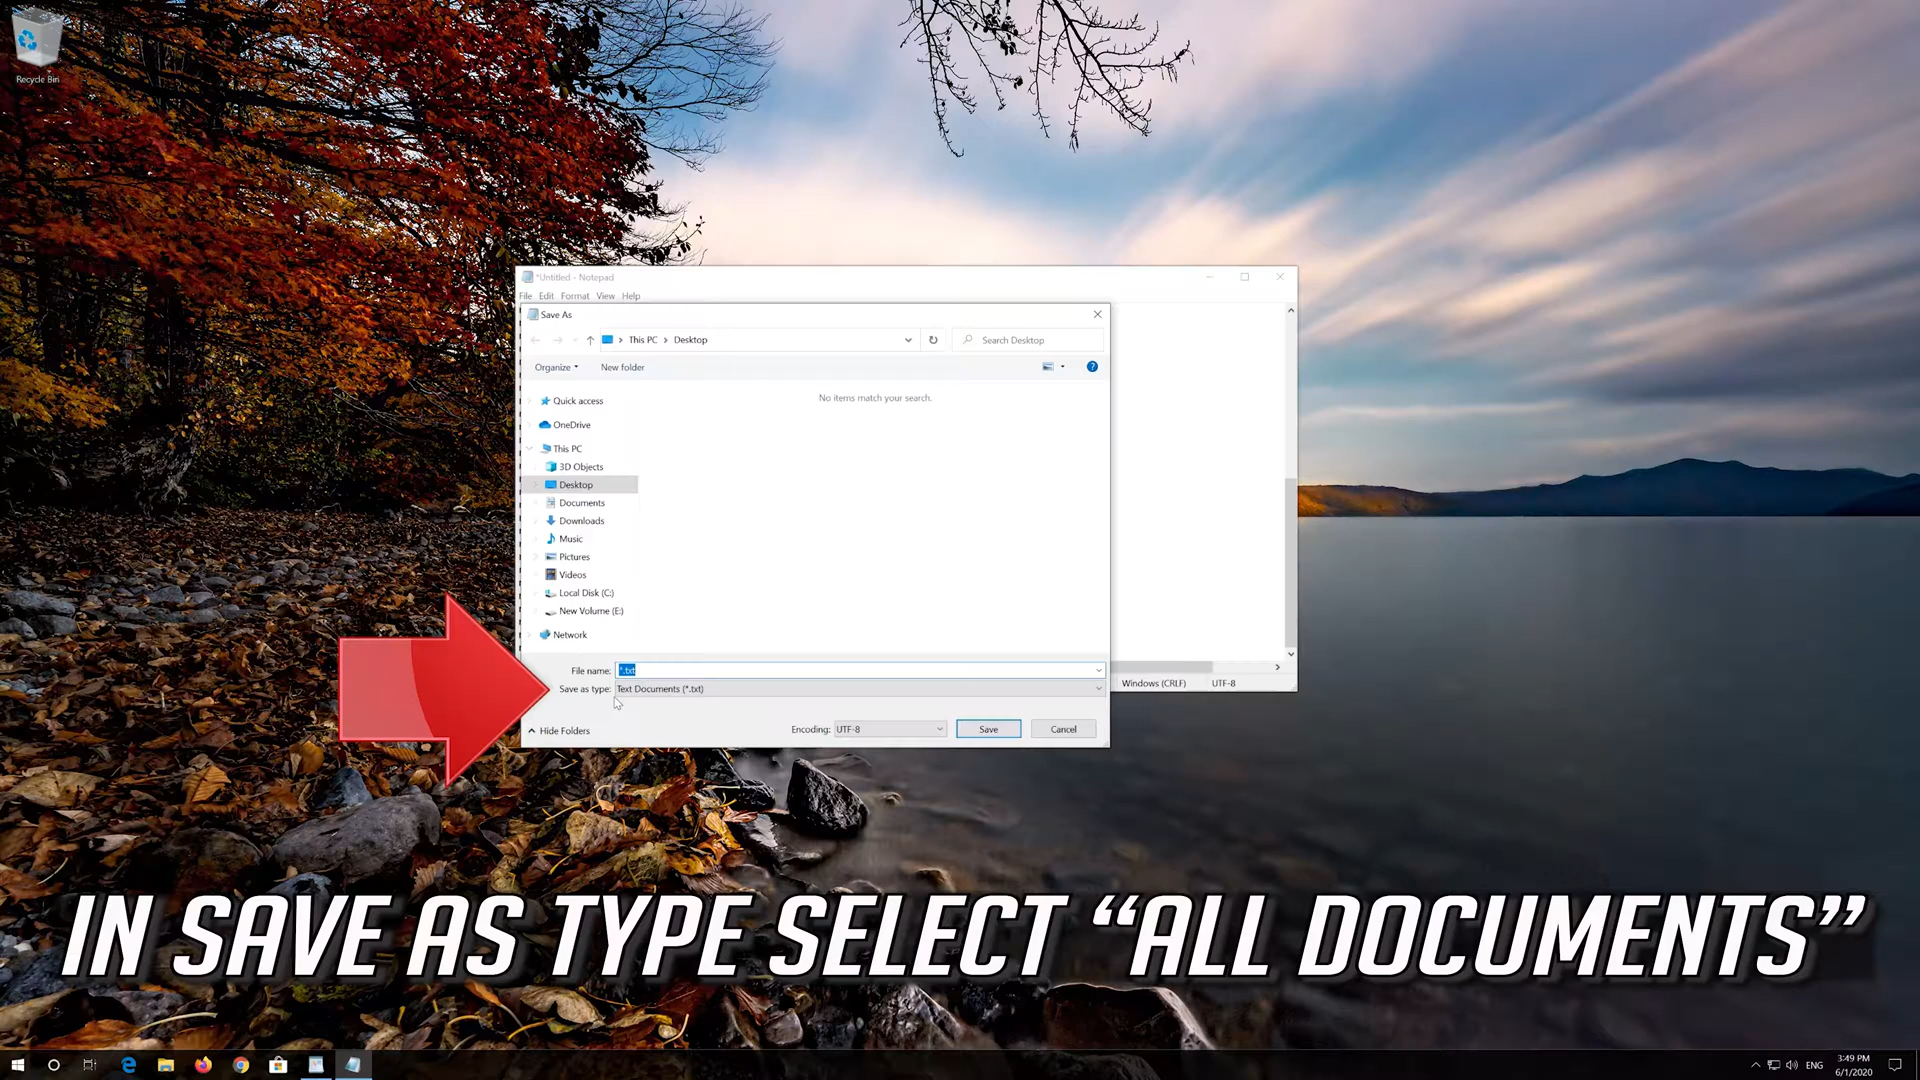 Recycle Bin
*Untitled - Notepad
File Edit Format View Help
Save As
This PC > Desktop
Search Desktop
Organize
New folder
No items match your search.
Quick access
OneDrive
This PC
3D Objects
Desktop
Documents
Downloads
Music
Pictures
Videos
Local Disk (C:)
New Volume (E:)
Network
File name: *.txt
Save as type: Text Documents (*.txt)
Hide Folders
Encoding: UTF-8
Save
Cancel
Windows (CRLF)
UTF-8
IN SAVE AS TYPE SELECT “ALL DOCUMENTS”
ENG
3:49 PM
6/1/2020